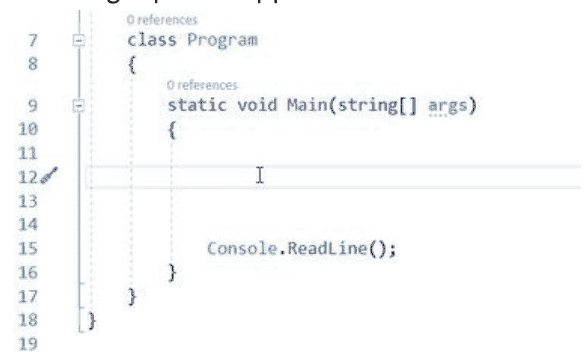 0 references
7 class Program
8 {
0 references
9 static void Main(string[] args)
10 {
11
12
13
14
15 Console.ReadLine();
16 }
17 }
18 }
19